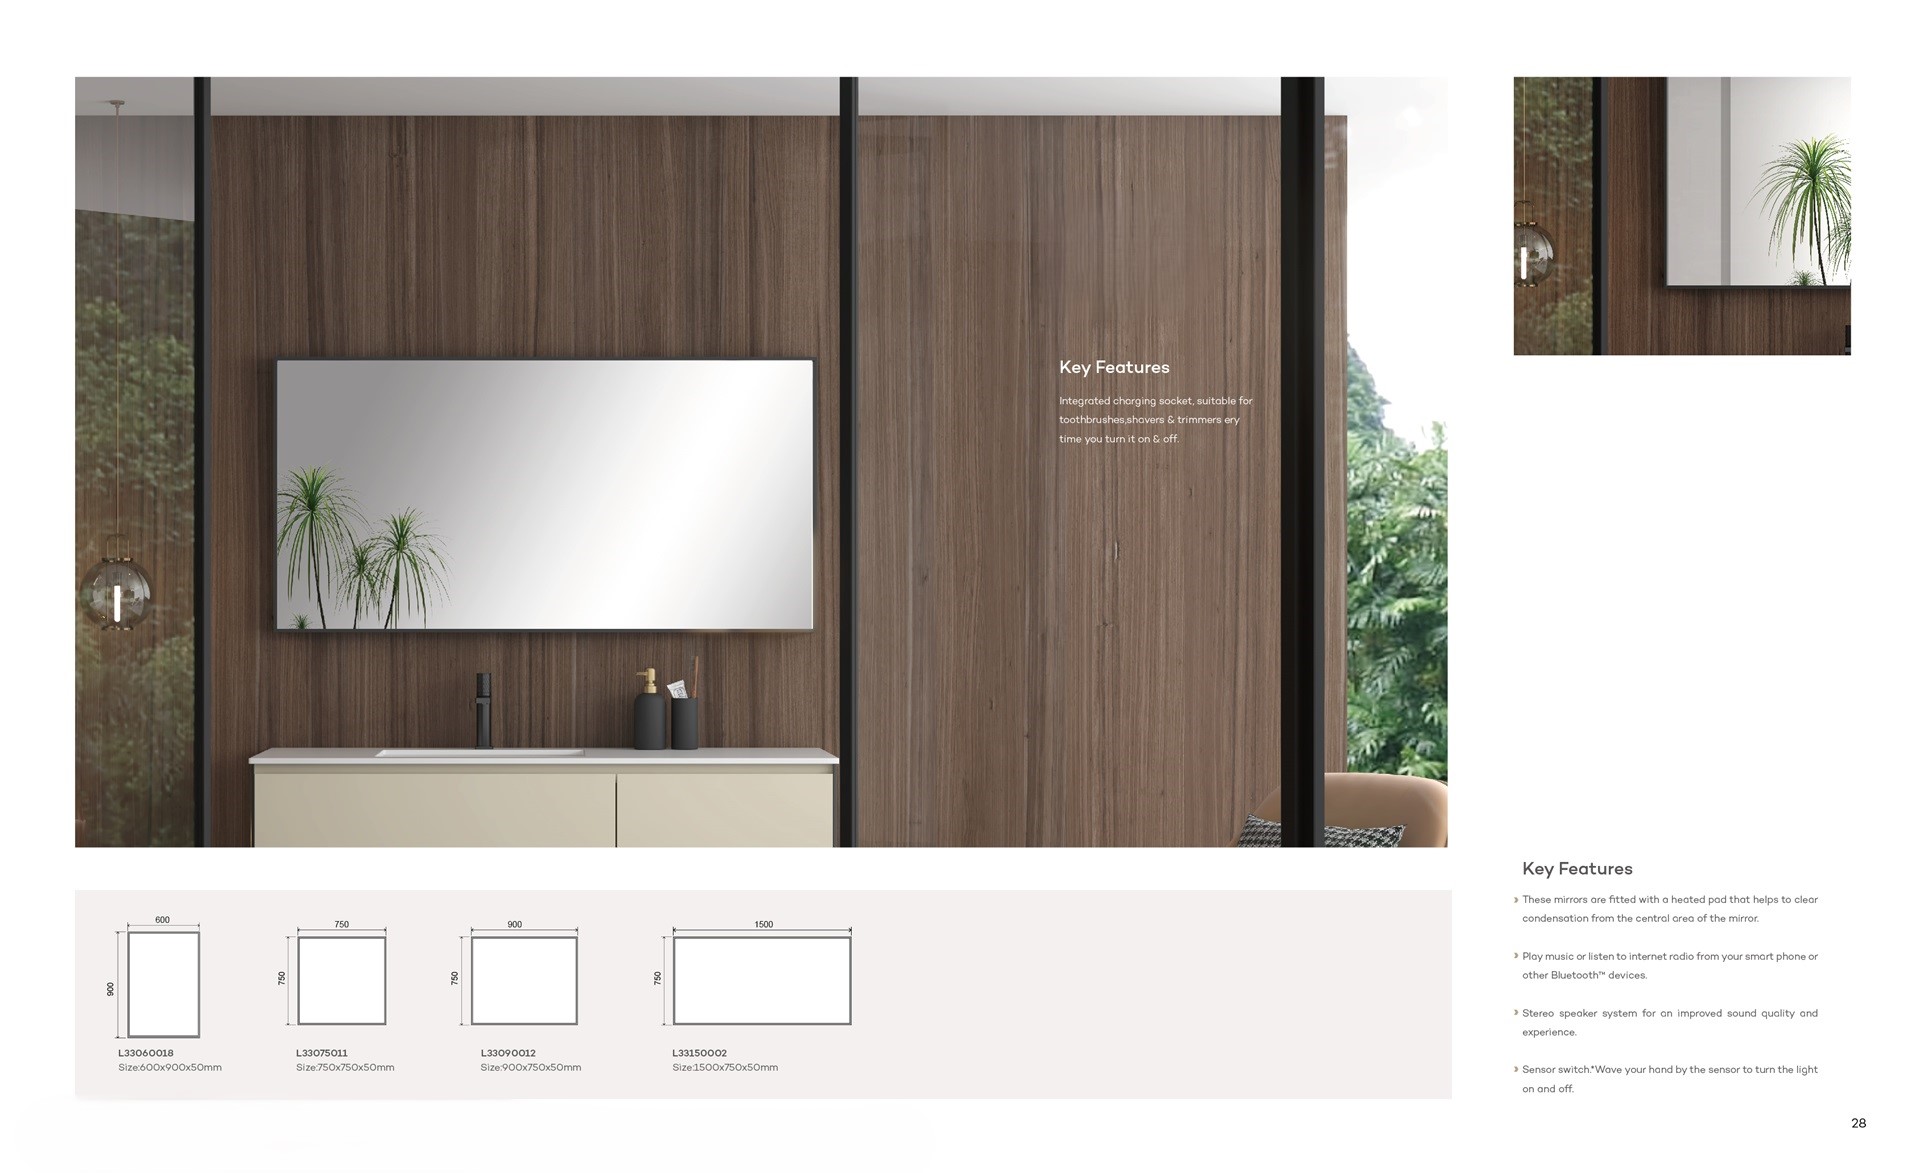 Key Features
Integrated charging socket, suitable for
toothbrushes,shavers & trimmers ery
time you turn it on & off.
600
900
750
750
900
750
1500
750
L33060018
Size:600x900x50mm
L33075011
Size:750x750x50mm
L33090012
Size:900x750x50mm
L33150002
Size:1500x750x50mm
Key Features
» These mirrors are fitted with a heated pad that helps to clear
condensation from the central area of the mirror.
» Play music or listen to internet radio from your smart phone or
other Bluetooth™ devices.
» Stereo speaker system for an improved sound quality and
experience.
» Sensor switch.*Wave your hand by the sensor to turn the light
on and off.
28